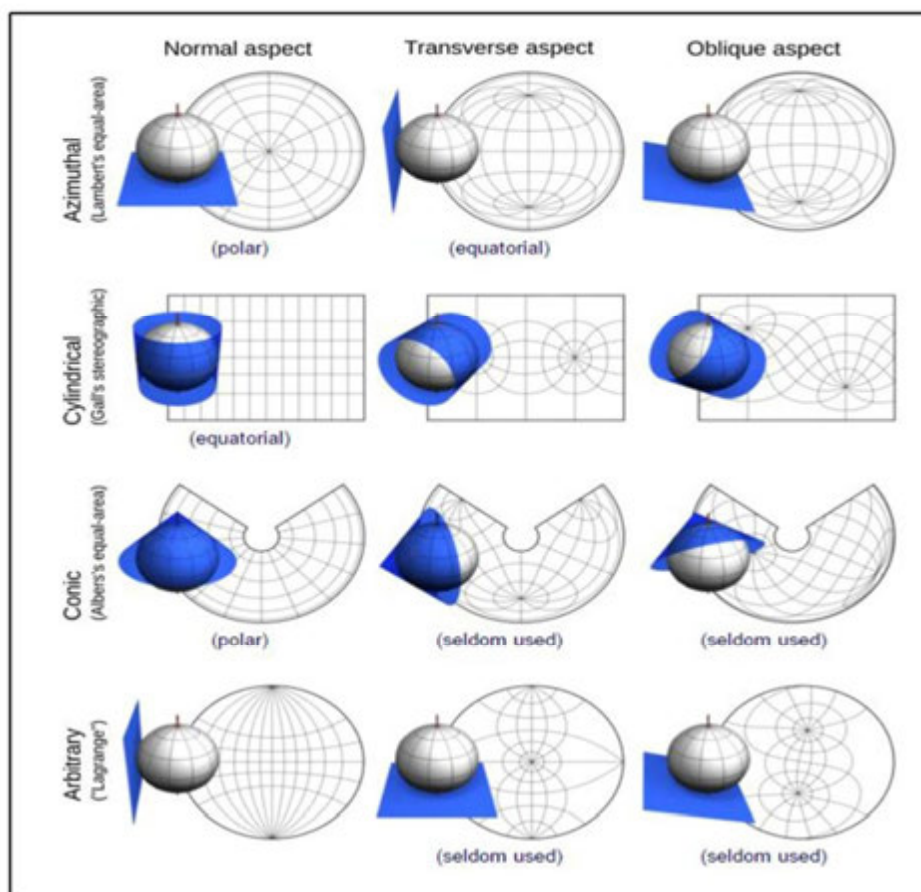 Normal aspect
Transverse aspect
Oblique aspect
Azimuthal
(Lambert's equal-area)
(polar)
(equatorial)
Cylindrical
(Gall's stereographic)
(equatorial)
Conic
(Albers's equal-area)
(polar)
(seldom used)
(seldom used)
Arbitrary
("Lagrange")
(seldom used)
(seldom used)